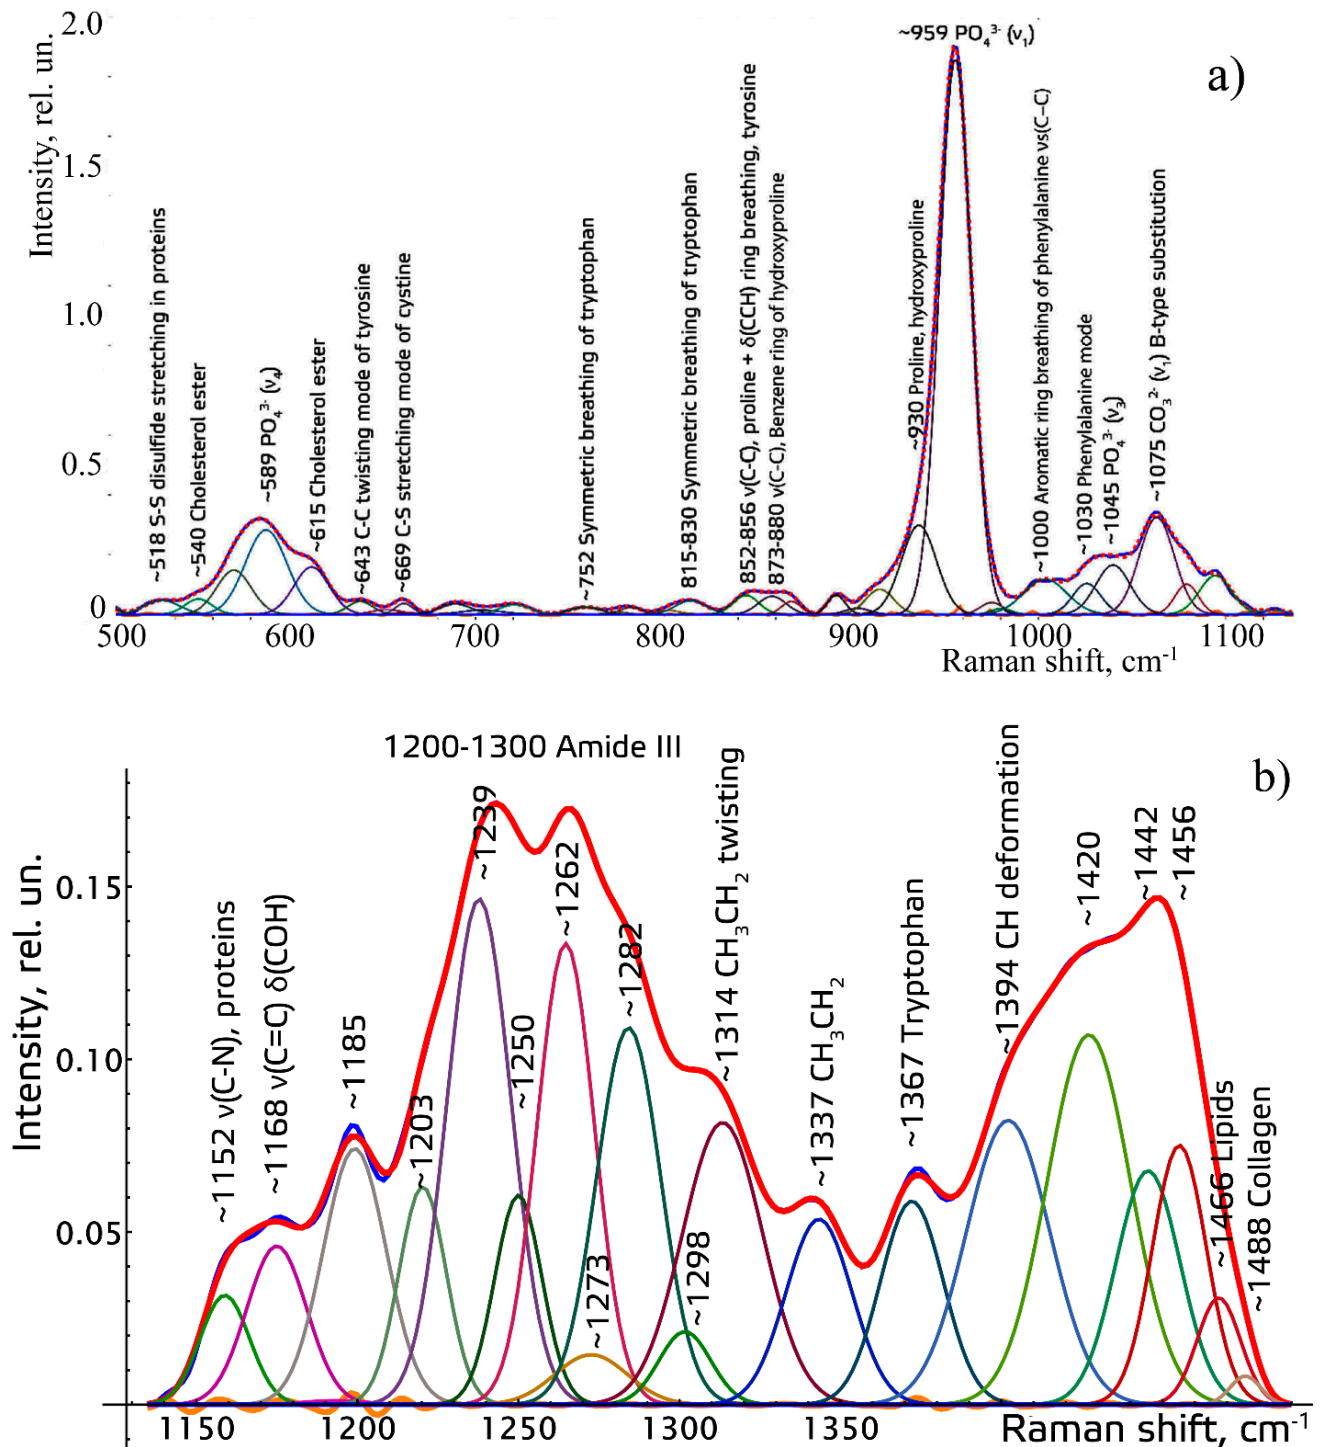 Intensity, rel. un.
2.0
1.5
1.0
0.5
0
a)
~518 S-S disulfide stretching in proteins
~540 Cholesterol ester
~589 PO₄³⁻ (ν₄)
~615 Cholesterol ester
~643 C-C twisting mode of tyrosine
~669 C-S stretching mode of cystine
~752 Symmetric breathing of tryptophan
815-830 Symmetric breathing of tryptophan
852-856 ν(C-C), proline + δ(CCH) ring breathing, tyrosine
873-880 ν(C-C), Benzene ring of hydroxyproline
~930 Proline, hydroxyproline
~959 PO₄³⁻ (ν₁)
~1000 Aromatic ring breathing of phenylalanine νs(C–C)
~1030 Phenylalanine mode
~1045 PO₄³⁻ (ν₃)
~1075 CO₃²⁻ (ν₁) B-type substitution
500 600 700 800 900 1000 1100
Raman shift, cm⁻¹
1200-1300 Amide III
b)
Intensity, rel. un.
0.15
0.10
0.05
~1152 ν(C-N), proteins
~1168 ν(C=C) δ(COH)
~1185
~1203
~1239
~1250
~1262
~1273
~1282
~1298
~1314 CH₃CH₂ twisting
~1337 CH₃CH₂
~1367 Tryptophan
~1394 CH deformation
~1420
~1442
~1456
~1466 Lipids
~1488 Collagen
1150 1200 1250 1300 1350
Raman shift, cm⁻¹